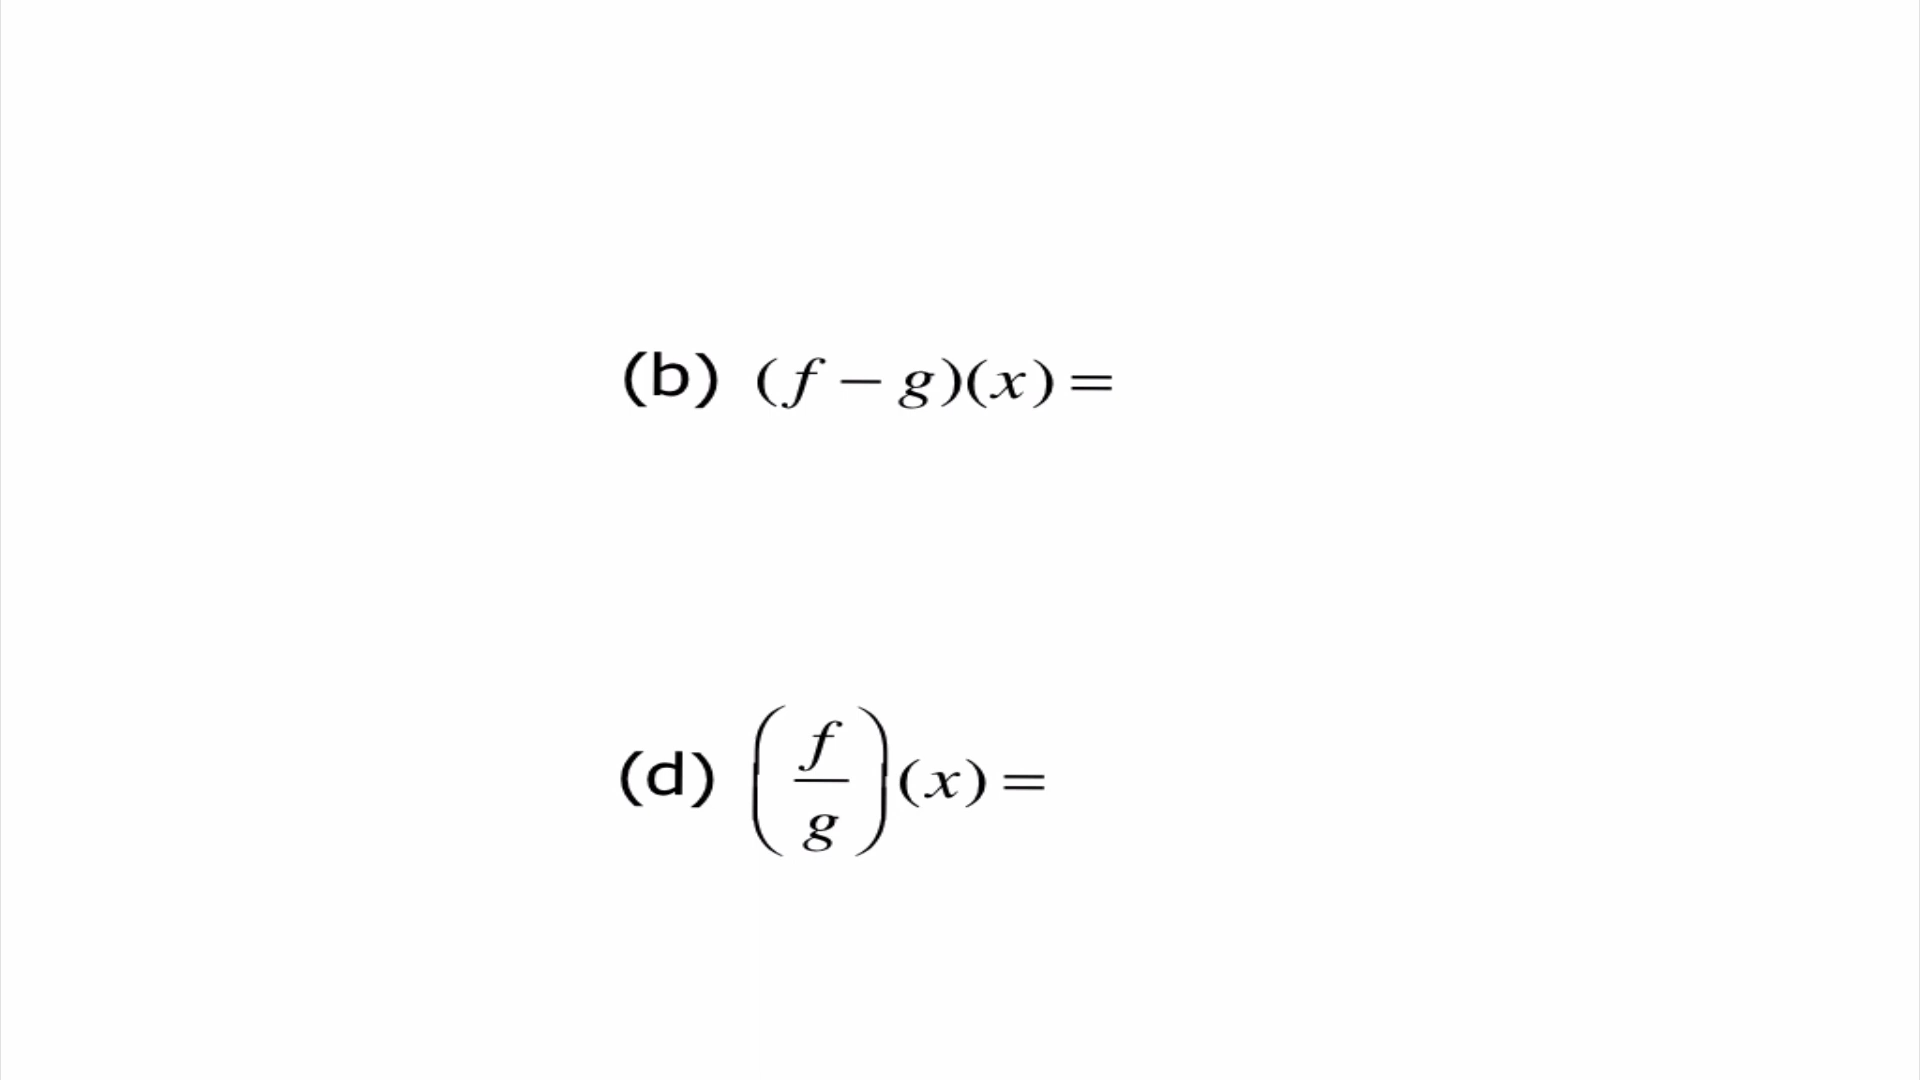 (b) (f − g)(x) =
(d) (f/g)(x) =